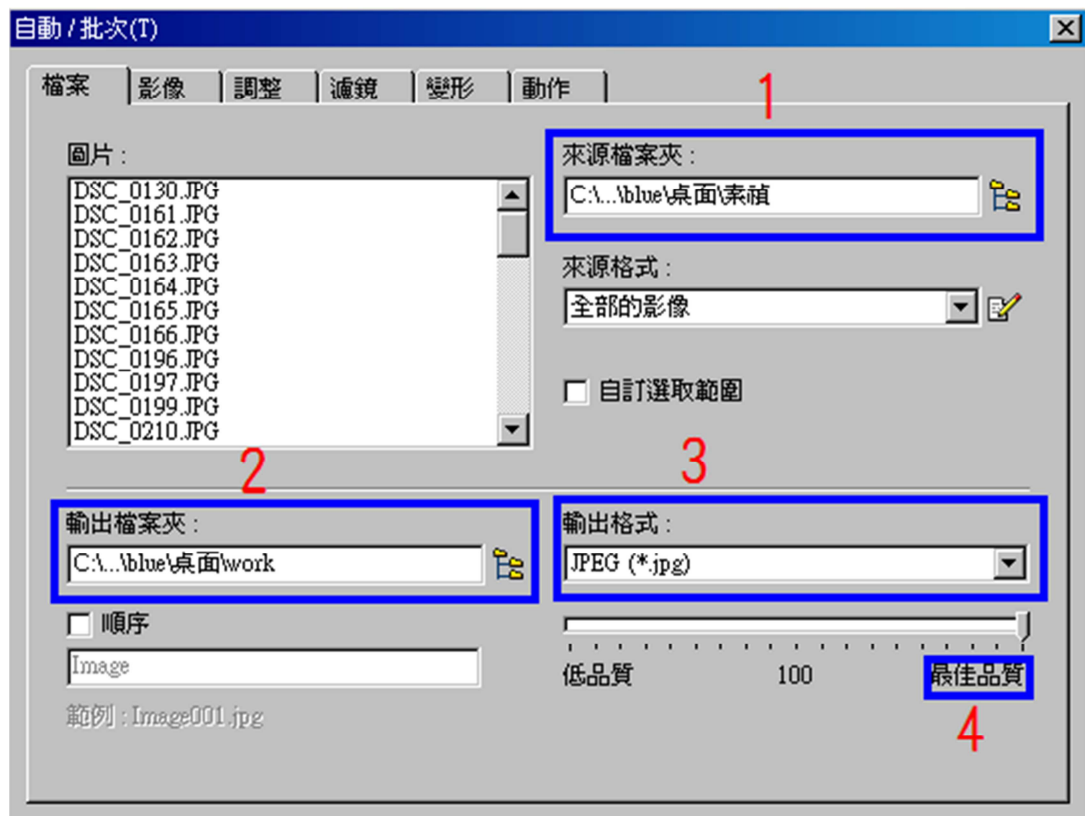 自動 / 批次(T)
檔案 影像 調整 濾鏡 變形 動作
1
圖片 :
DSC_0130.JPG
DSC_0161.JPG
DSC_0162.JPG
DSC_0163.JPG
DSC_0164.JPG
DSC_0165.JPG
DSC_0166.JPG
DSC_0196.JPG
DSC_0197.JPG
DSC_0199.JPG
DSC_0210.JPG
來源檔案夾 :
C:\...\blue\桌面\素禎
來源格式 :
全部的影像
自訂選取範圍
2
輸出檔案夾 :
C:\...\blue\桌面\work
順序
Image
範例 : Image001.jpg
3
輸出格式 :
JPEG (*.jpg)
低品質 100 最佳品質
4